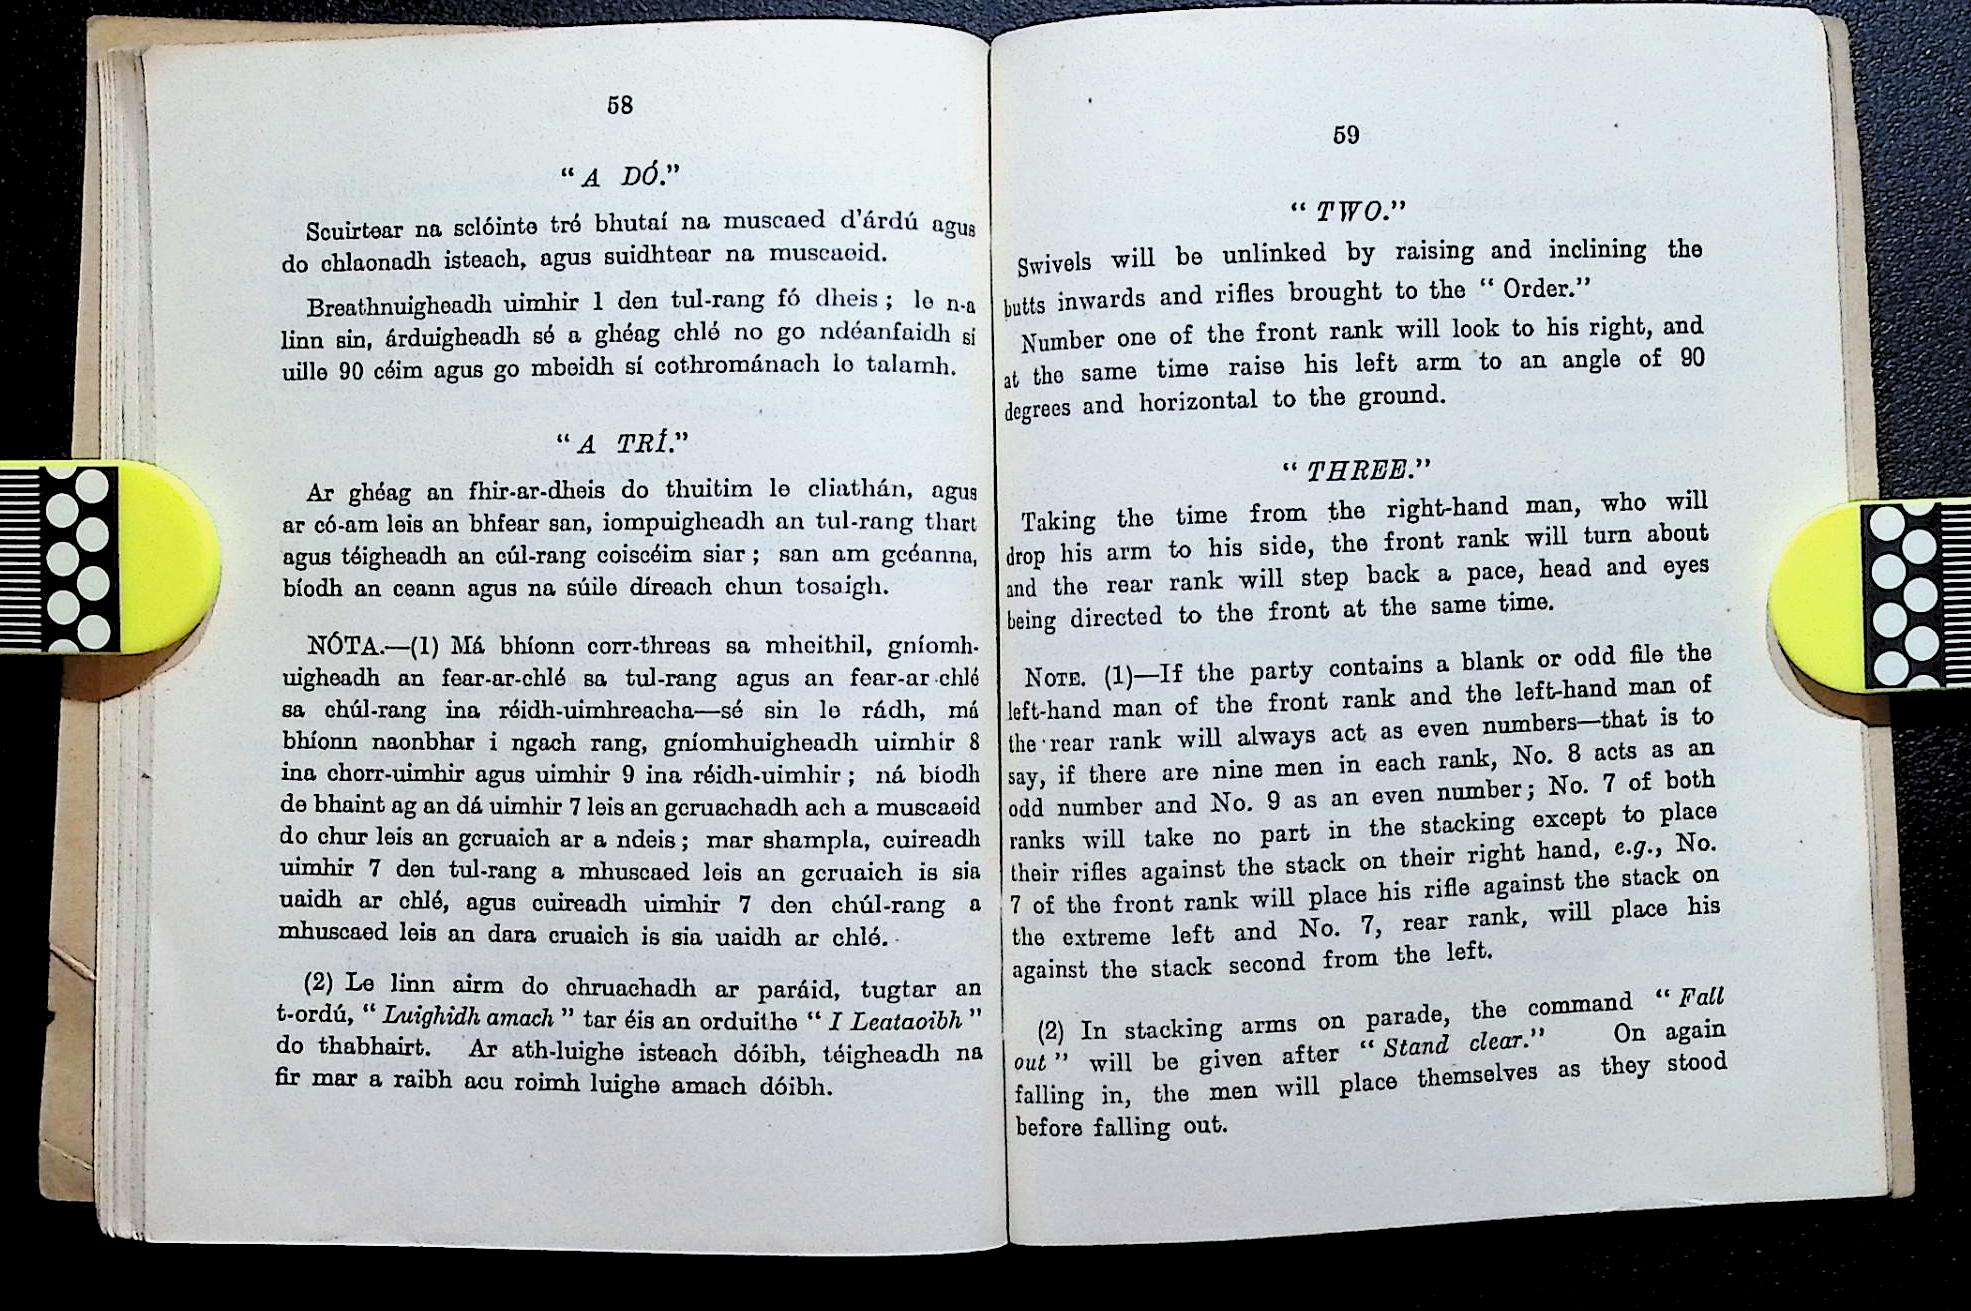 58
“ A DÓ.”
Scuirtear na sclóinte tré bhutaí na muscaed d'árdú agus
do chlaonadh isteach, agus suidhtear na muscaeid.
Breathnuigheadh uimhir 1 den tul-rang fó dheis ; le n-a
linn sin, árduigheadh sé a ghéag chlé no go ndéanfaidh sí
uille 90 céim agus go mbeidh sí cothrománach le talamh.
“ A TRÍ.”
Ar ghéag an fhir-ar-dheis do thuitim le cliathán, agus
ar có-am leis an bhfear san, iompuigheadh an tul-rang thart
agus téigheadh an cúl-rang coiscéim siar ; san am gcéanna,
bíodh an ceann agus na súile díreach chun tosaigh.
NÓTA.—(1) Má bhíonn corr-threas sa mheithil, gníomh-
uigheadh an fear-ar-chlé sa tul-rang agus an fear-ar-chlé
sa chúl-rang ina réidh-uimhreacha—sé sin le rádh, má
bhíonn naonbhar i ngach rang, gníomhuigheadh uimhir 8
ina chorr-uimhir agus uimhir 9 ina réidh-uimhir ; ná bíodh
de bhaint ag an dá uimhir 7 leis an gcruachadh ach a muscaeid
do chur leis an gcruaich ar a ndeis ; mar shampla, cuireadh
uimhir 7 den tul-rang a mhuscaed leis an gcruaich is sia
uaidh ar chlé, agus cuireadh uimhir 7 den chúl-rang a
mhuscaed leis an dara cruaich is sia uaidh ar chlé.
(2) Le linn airm do chruachadh ar paráid, tugtar an
t-ordú, “ Luighidh amach ” tar éis an orduithe “ I Leataoibh ”
do thabhairt. Ar ath-luighe isteach dóibh, téigheadh na
fir mar a raibh acu roimh luighe amach dóibh.
59
“ TWO.”
Swivels will be unlinked by raising and inclining the
butts inwards and rifles brought to the “ Order.”
Number one of the front rank will look to his right, and
at the same time raise his left arm to an angle of 90
degrees and horizontal to the ground.
“ THREE.”
Taking the time from the right-hand man, who will
drop his arm to his side, the front rank will turn about
and the rear rank will step back a pace, head and eyes
being directed to the front at the same time.
NOTE. (1)—If the party contains a blank or odd file the
left-hand man of the front rank and the left-hand man of
the rear rank will always act as even numbers—that is to
say, if there are nine men in each rank, No. 8 acts as an
odd number and No. 9 as an even number ; No. 7 of both
ranks will take no part in the stacking except to place
their rifles against the stack on their right hand, e.g., No.
7 of the front rank will place his rifle against the stack on
the extreme left and No. 7, rear rank, will place his
against the stack second from the left.
(2) In stacking arms on parade, the command “ Fall
out ” will be given after “ Stand clear.” On again
falling in, the men will place themselves as they stood
before falling out.